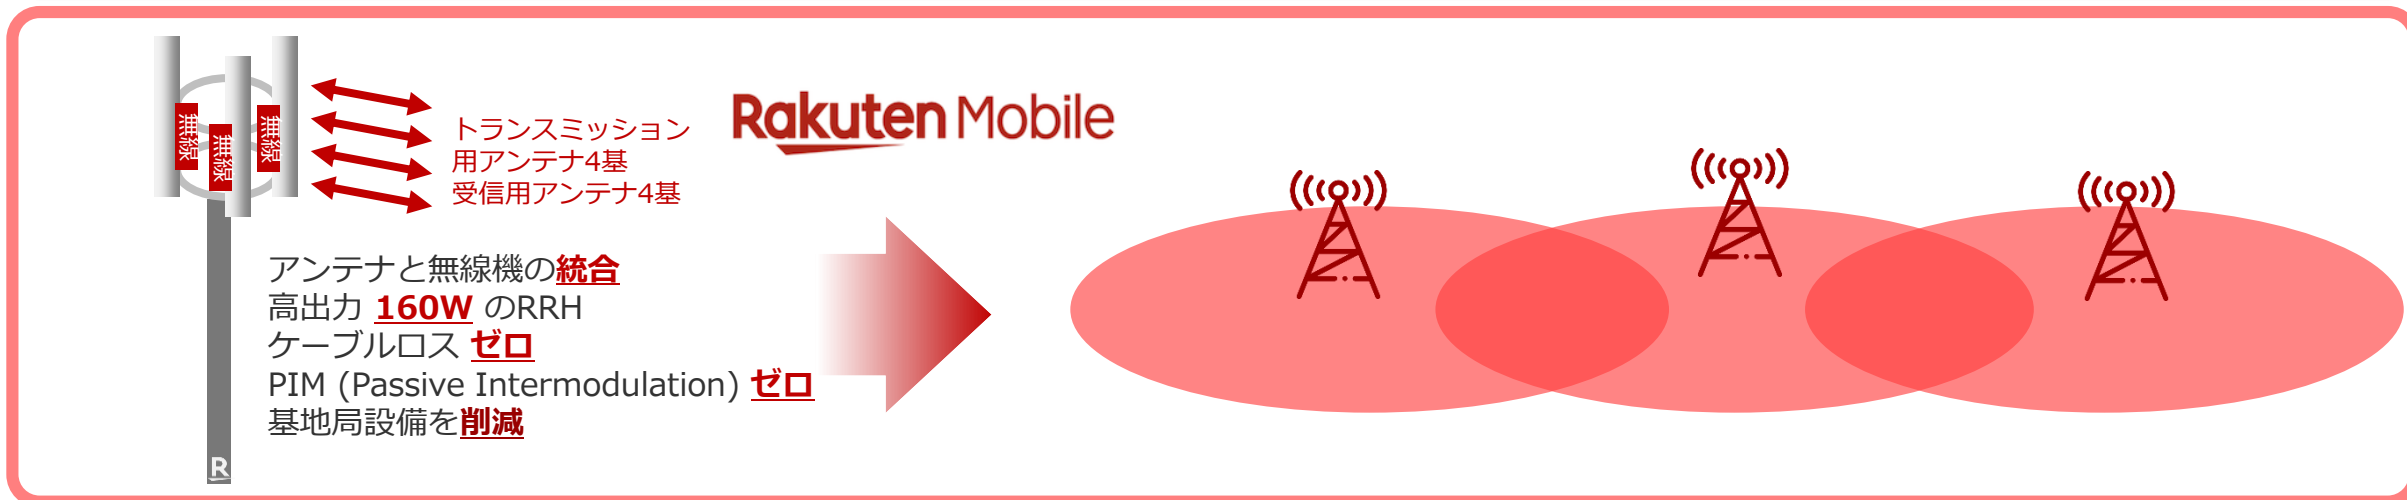 無線
無線
無線
トランスミッション
用アンテナ4基
受信用アンテナ4基
Rakuten Mobile
アンテナと無線機の統合
高出力 160W のRRH
ケーブルロス ゼロ
PIM (Passive Intermodulation) ゼロ
基地局設備を削減
R